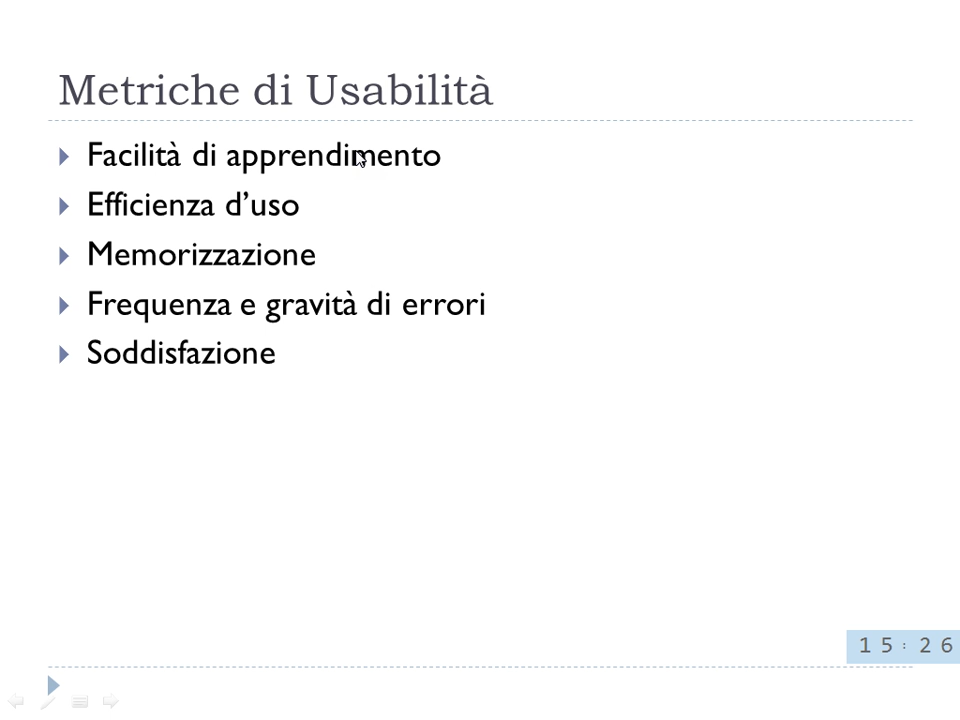 Metriche di Usabilità
Facilità di apprendimento
Efficienza d’uso
Memorizzazione
Frequenza e gravità di errori
Soddisfazione
15:26